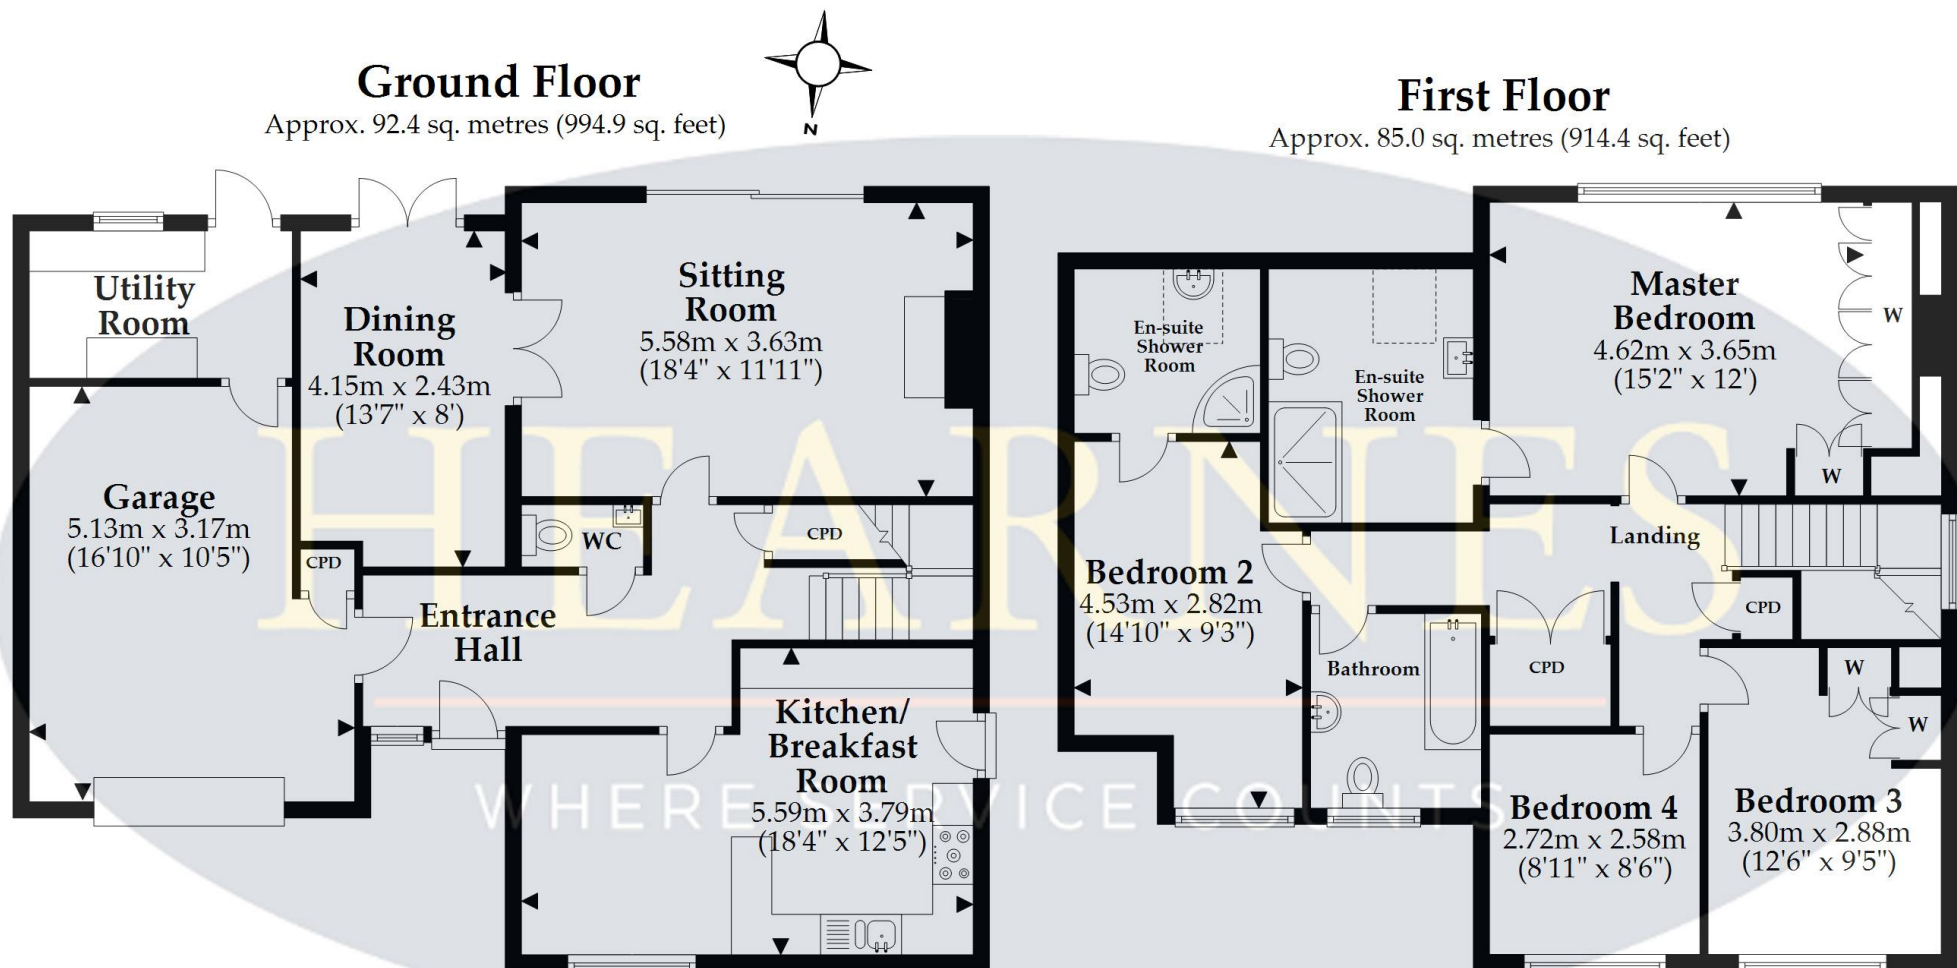 Ground Floor
Approx. 92.4 sq. metres (994.9 sq. feet)
N
First Floor
Approx. 85.0 sq. metres (914.4 sq. feet)
Utility
Room
Dining
Room
4.15m x 2.43m
(13'7" x 8')
Sitting
Room
5.58m x 3.63m
(18'4" x 11'11")
Garage
5.13m x 3.17m
(16'10" x 10'5")
CPD
WC
CPD
Entrance
Hall
Kitchen/
Breakfast
Room
5.59m x 3.79m
(18'4" x 12'5")
En-suite
Shower
Room
En-suite
Shower
Room
Master
Bedroom
4.62m x 3.65m
(15'2" x 12')
W
W
Landing
Bedroom 2
4.53m x 2.82m
(14'10" x 9'3")
CPD
Bathroom
CPD
W
W
Bedroom 4
2.72m x 2.58m
(8'11" x 8'6")
Bedroom 3
3.80m x 2.88m
(12'6" x 9'5")
HEARNES
WHERE SERVICE COUNTS